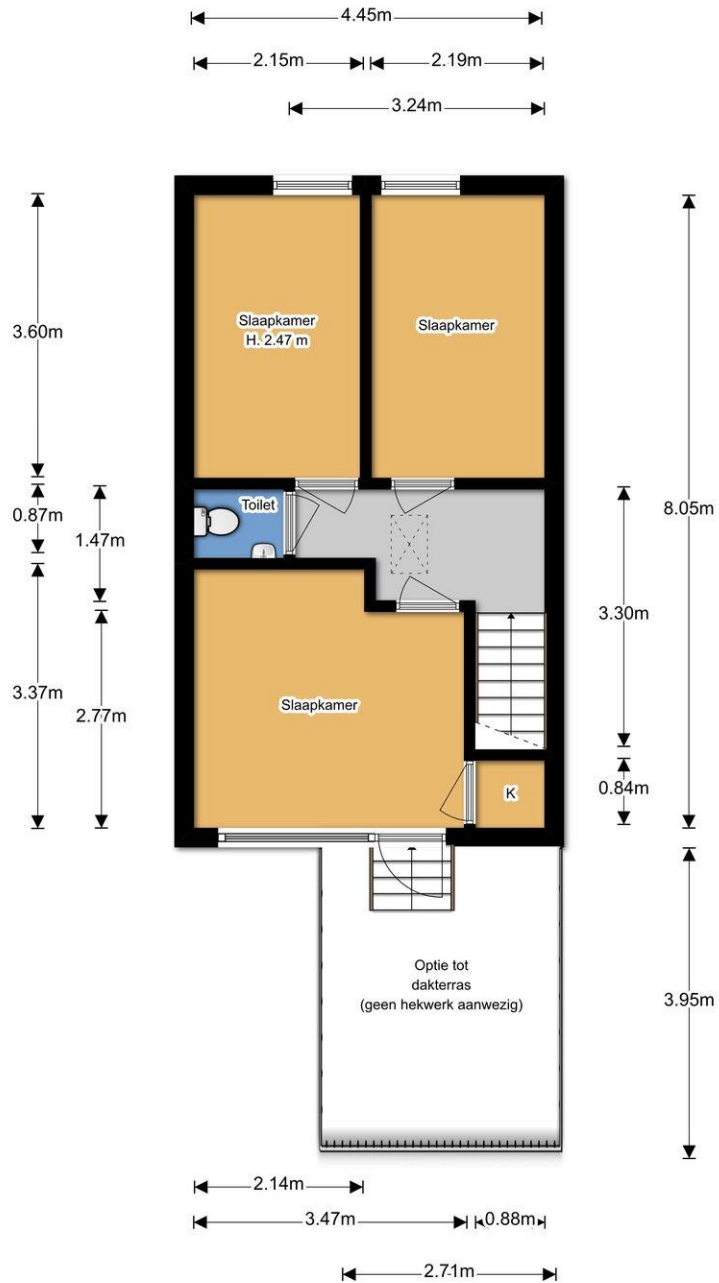 4.45m
2.15m
2.19m
3.24m
3.60m
Slaapkamer
H. 2.47 m
Slaapkamer
0.87m
Toilet
1.47m
8.05m
3.30m
3.37m
2.77m
Slaapkamer
0.84m
K
Optie tot
dakterras
(geen hekwerk aanwezig)
3.95m
2.14m
3.47m
0.88m
2.71m